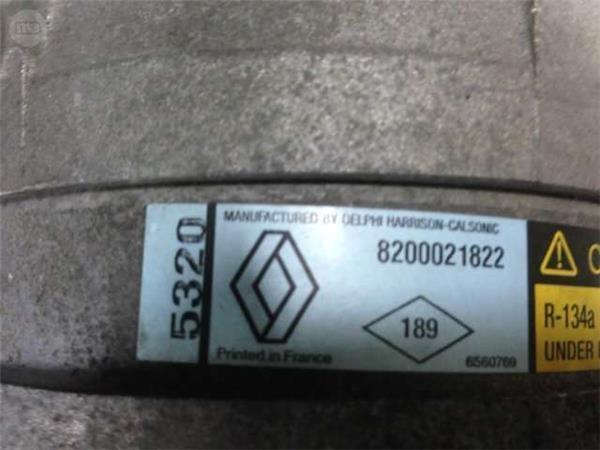 5320
MANUFACTURED BY DELPHI HARRISON-CALSONIC
8200021822
189
Printed in France
6560769
R-134a
UNDER